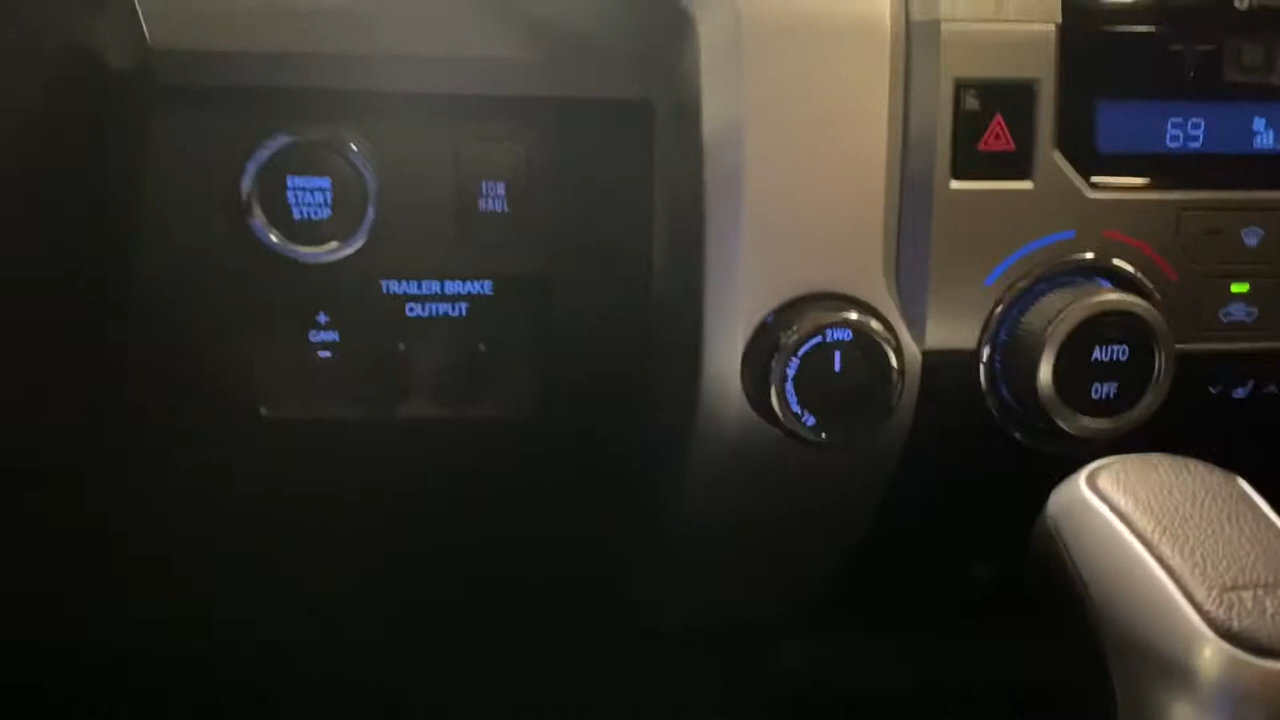 ENGINE
START
STOP
TOW
HAUL
TRAILER BRAKE
OUTPUT
+
GAIN
-
2WD
69
AUTO
OFF